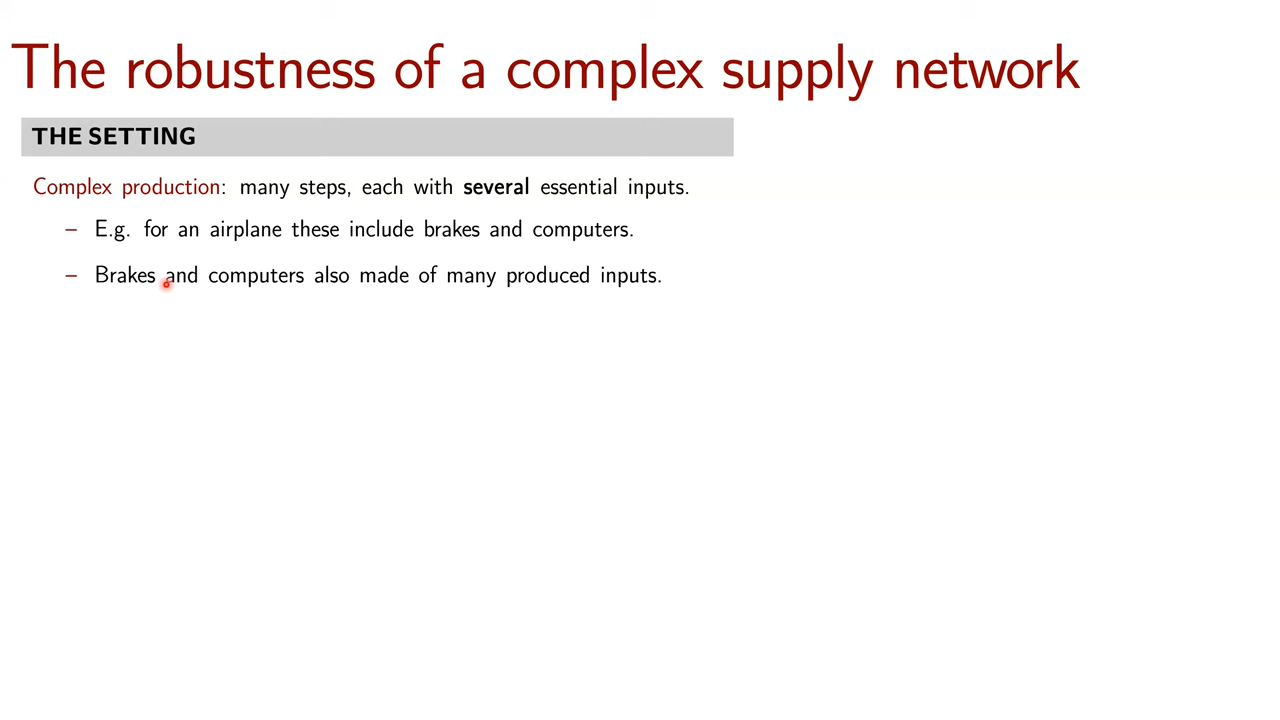 The robustness of a complex supply network
THE SETTING
Complex production: many steps, each with several essential inputs.
– E.g. for an airplane these include brakes and computers.
– Brakes and computers also made of many produced inputs.